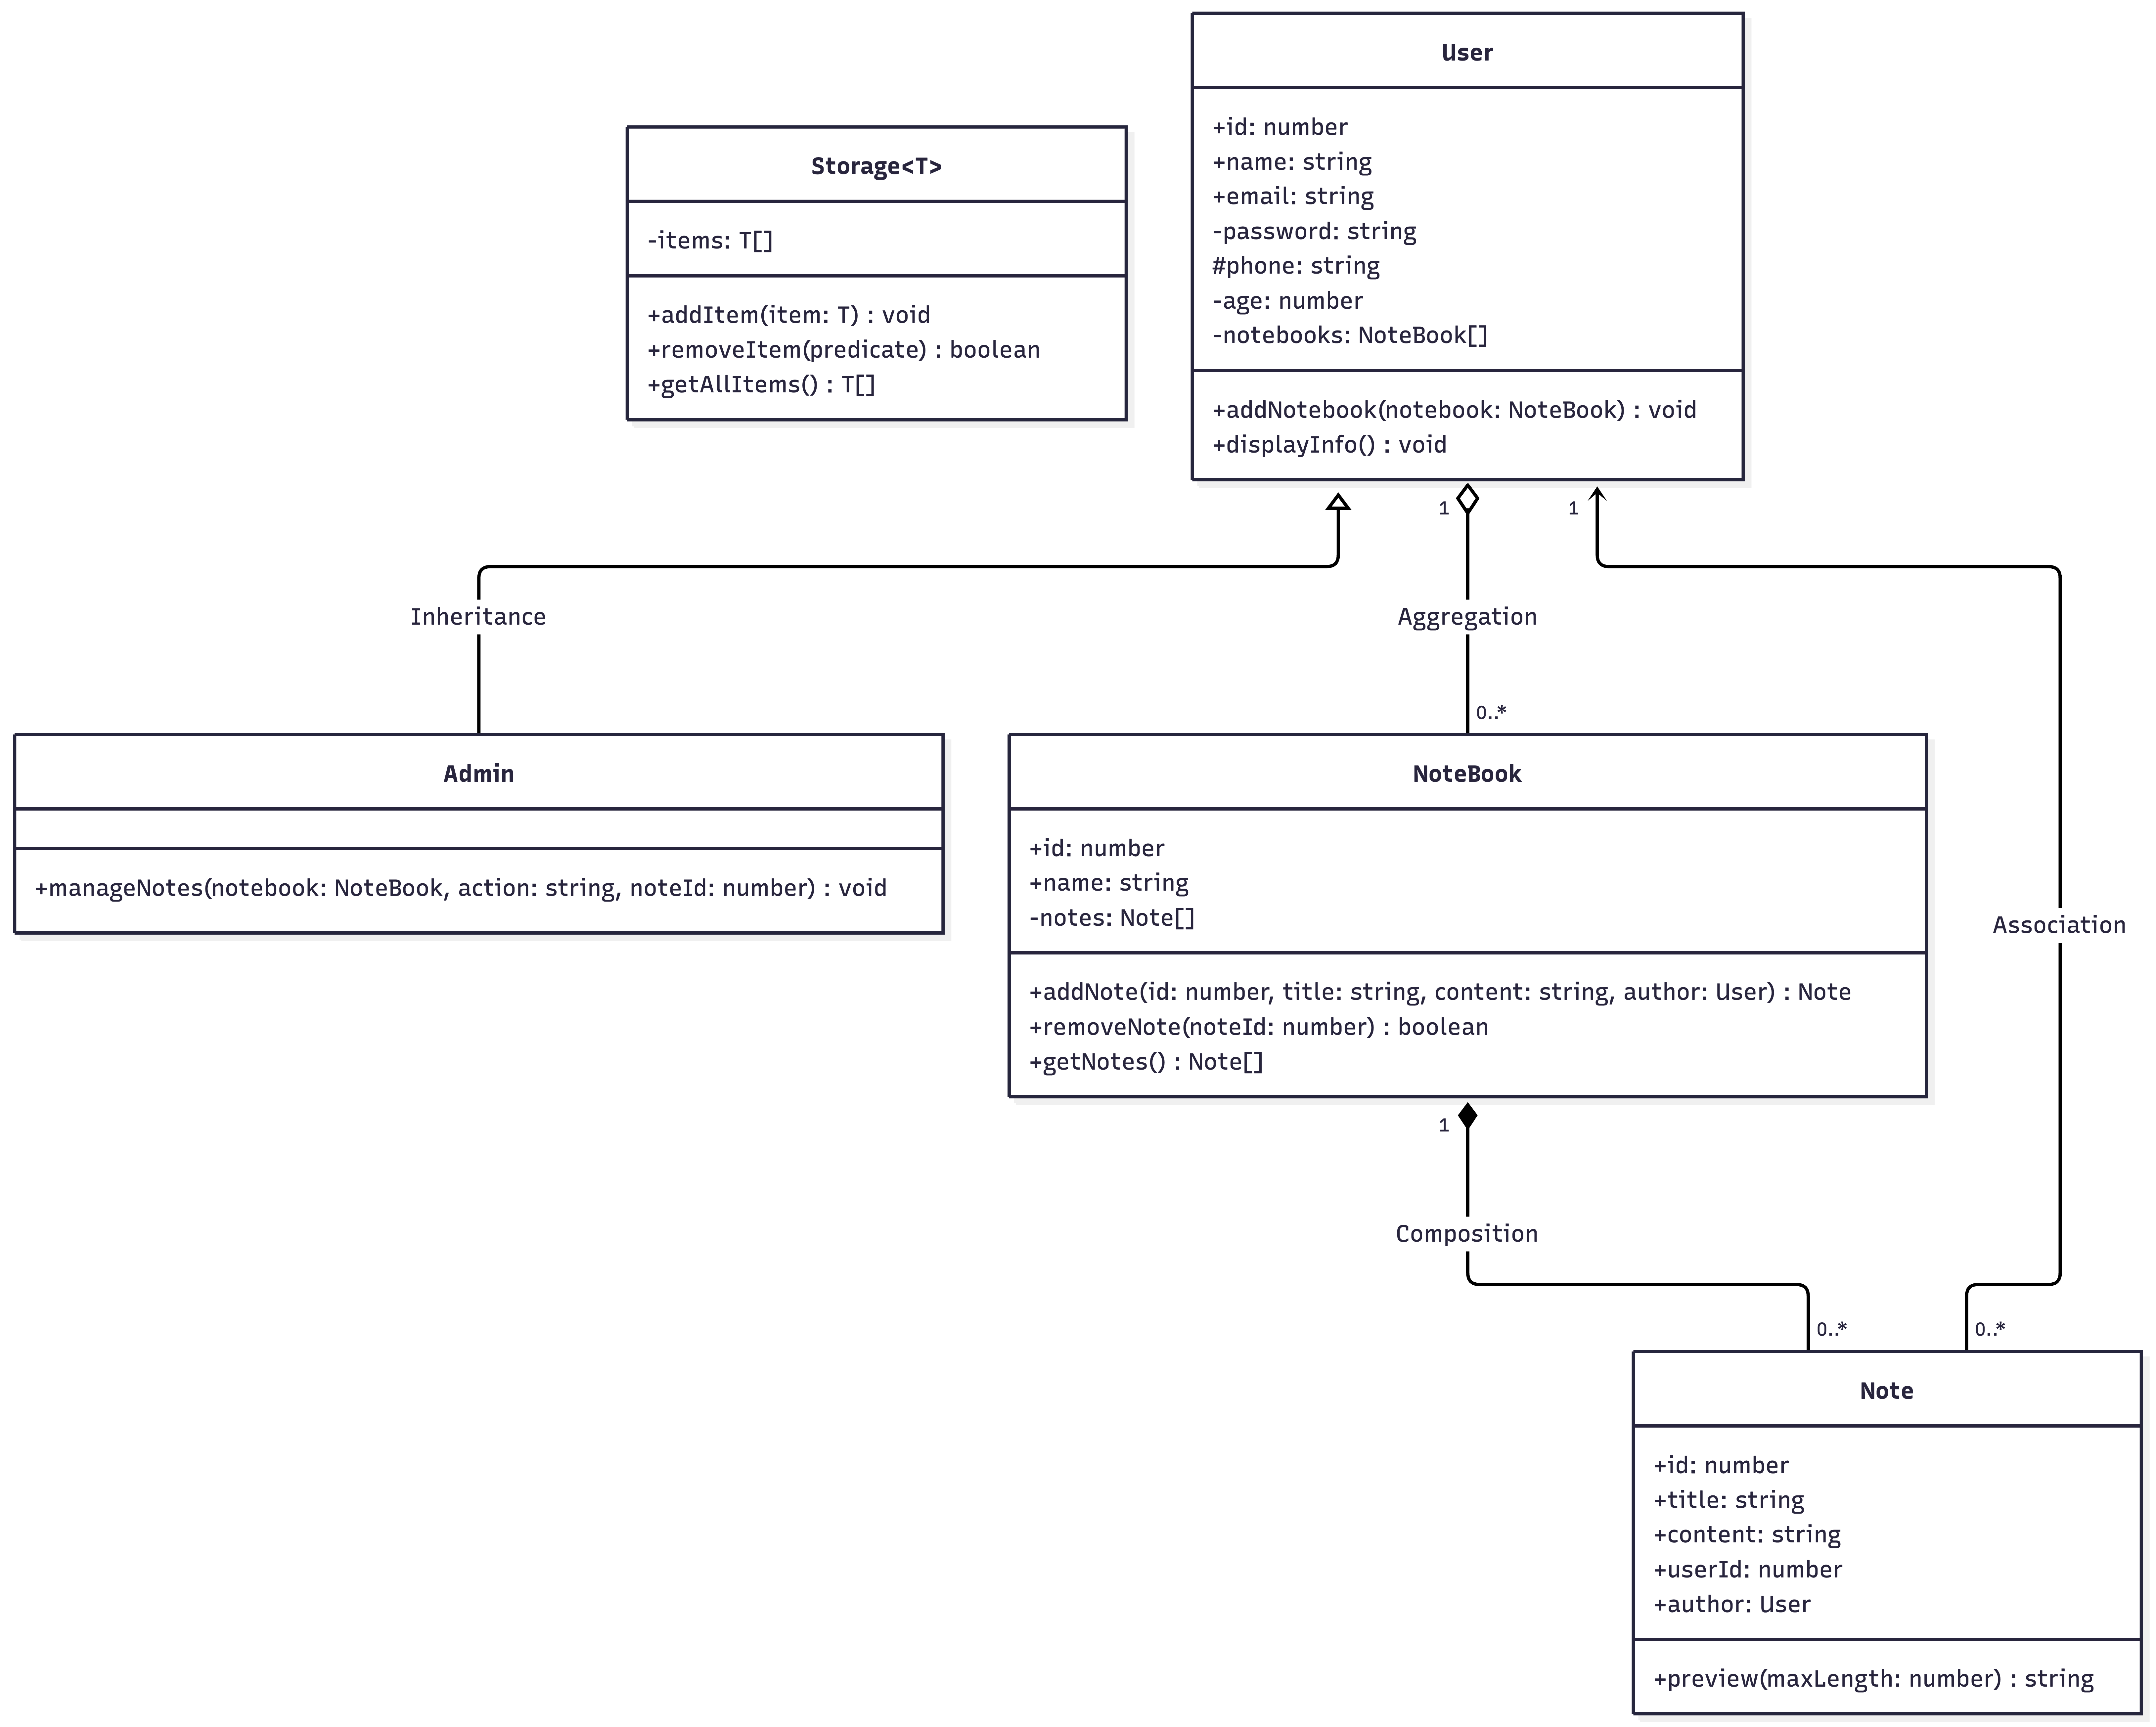 User
+id: number
+name: string
+email: string
-password: string
#phone: string
-age: number
-notebooks: NoteBook[]
+addNotebook(notebook: NoteBook) : void
+displayInfo() : void
Storage<T>
-items: T[]
+addItem(item: T) : void
+removeItem(predicate) : boolean
+getAllItems() : T[]
1
1
Inheritance
Aggregation
0..*
Admin
+manageNotes(notebook: NoteBook, action: string, noteId: number) : void
NoteBook
+id: number
+name: string
-notes: Note[]
+addNote(id: number, title: string, content: string, author: User) : Note
+removeNote(noteId: number) : boolean
+getNotes() : Note[]
Association
1
Composition
0..*
0..*
Note
+id: number
+title: string
+content: string
+userId: number
+author: User
+preview(maxLength: number) : string